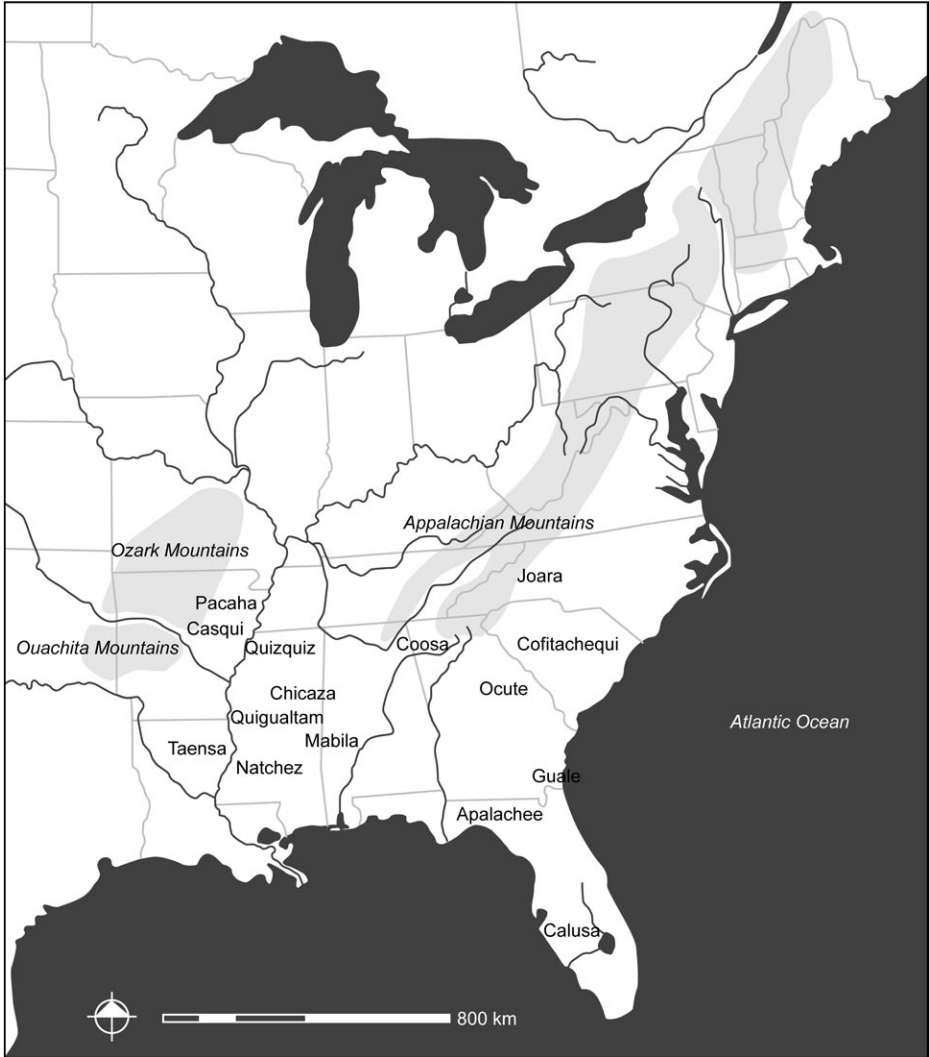 Appalachian Mountains
Ozark Mountains
Joara
Pacaha
Casqui
Ouachita Mountains
Quizquiz
Coosa
Cofitachequi
Chicaza
Ocute
Quigualtam
Atlantic Ocean
Mabila
Taensa
Natchez
Guale
Apalachee
Calusa
800 km